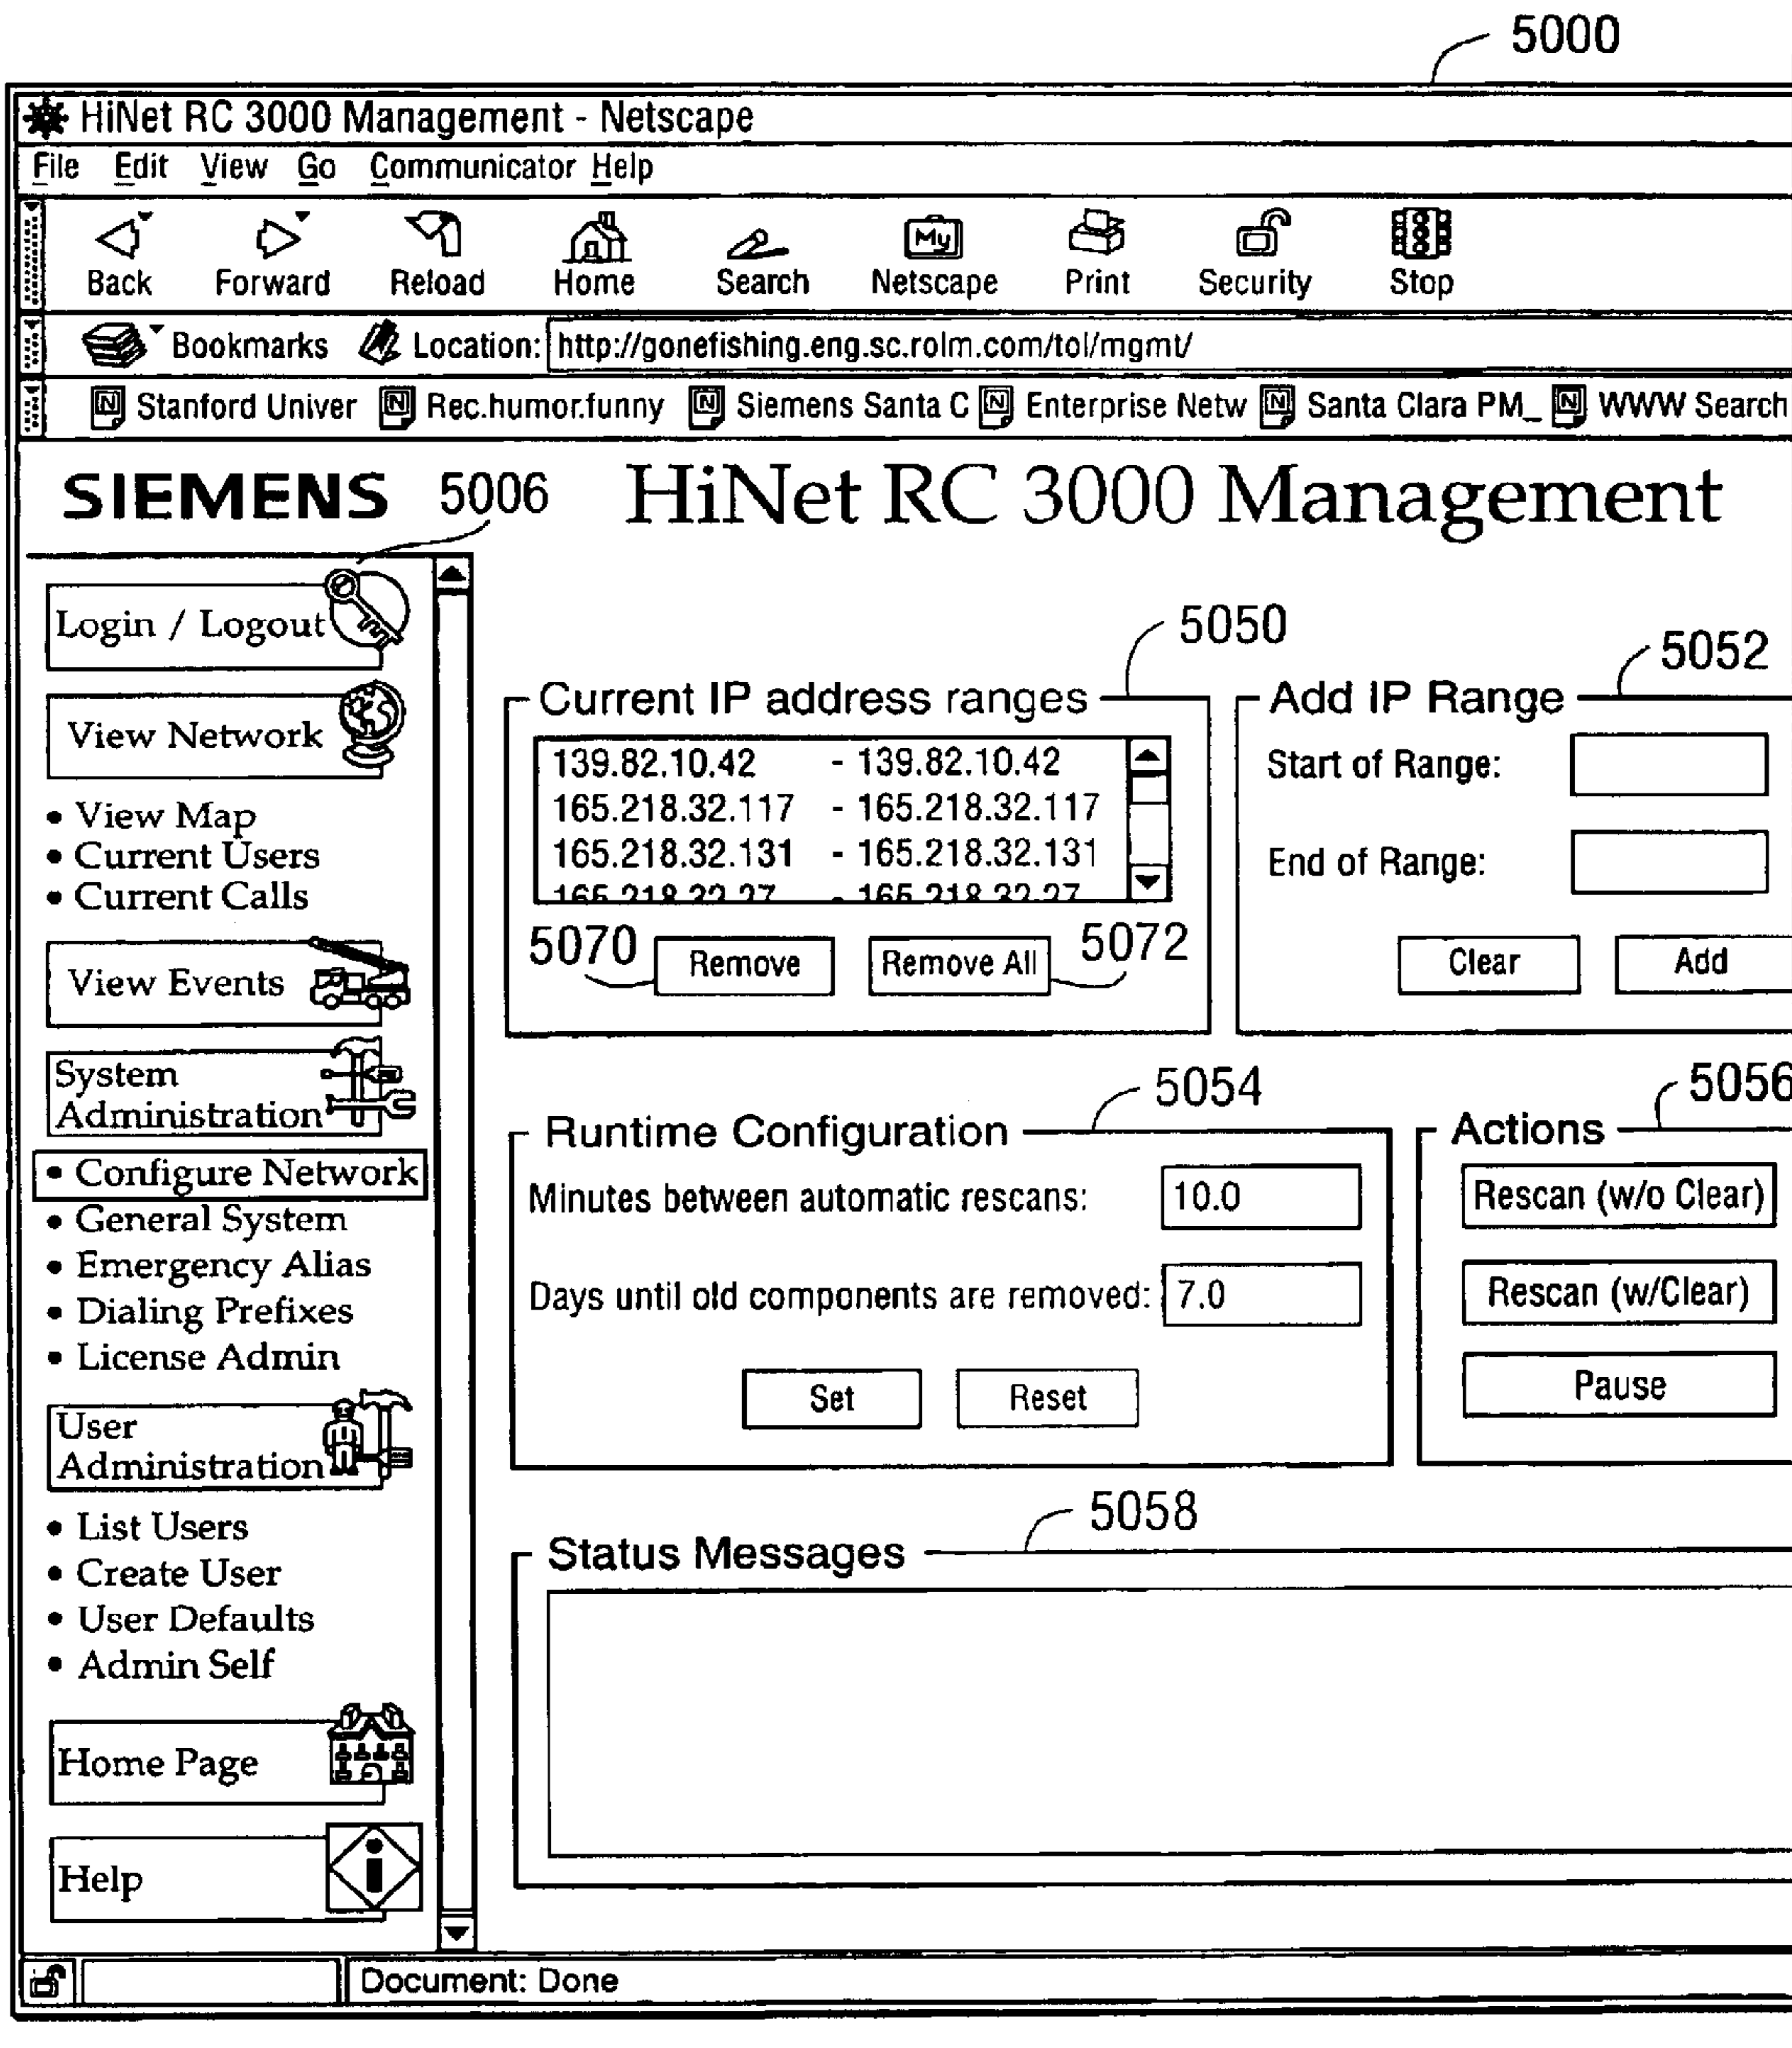 5000
HiNet RC 3000 Management - Netscape
File Edit View Go Communicator Help
Back Forward Reload Home Search My Netscape Print Security Stop
Bookmarks Location: http://gonefishing.eng.sc.rolm.com/tol/mgmt/
Stanford Univer Rec.humor.funny Siemens Santa C Enterprise Netw Santa Clara PM_ WWW Search
SIEMENS 5006 HiNet RC 3000 Management
Login / Logout
View Network
• View Map
• Current Users
• Current Calls
View Events
System
Administration
• Configure Network
• General System
• Emergency Alias
• Dialing Prefixes
• License Admin
User
Administration
• List Users
• Create User
• User Defaults
• Admin Self
Home Page
Help
5050
Current IP address ranges
139.82.10.42 - 139.82.10.42
165.218.32.117 - 165.218.32.117
165.218.32.131 - 165.218.32.131
5070 Remove Remove All 5072
5052
Add IP Range
Start of Range:
End of Range:
Clear Add
5054
Runtime Configuration
Minutes between automatic rescans: 10.0
Days until old components are removed: 7.0
Set Reset
5056
Actions
Rescan (w/o Clear)
Rescan (w/Clear)
Pause
5058
Status Messages
Document: Done